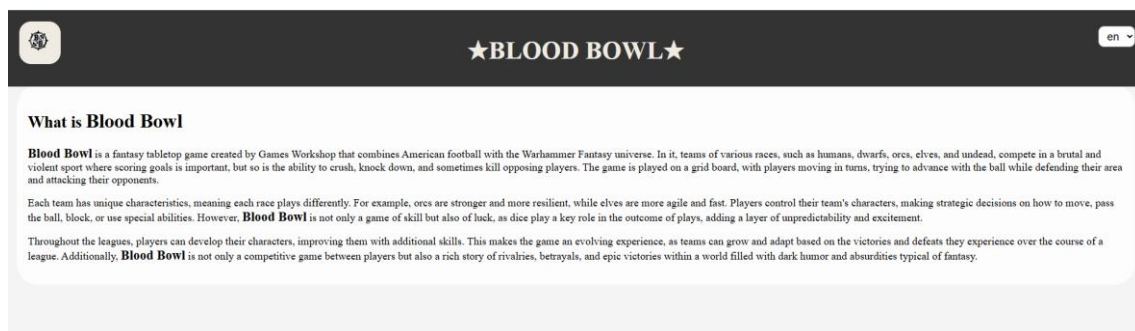 ★BLOOD BOWL★
en
What is Blood Bowl
Blood Bowl is a fantasy tabletop game created by Games Workshop that combines American football with the Warhammer Fantasy universe. In it, teams of various races, such as humans, dwarfs, orcs, elves, and undead, compete in a brutal and
violent sport where scoring goals is important, but so is the ability to crush, knock down, and sometimes kill opposing players. The game is played on a grid board, with players moving in turns, trying to advance with the ball while defending their area
and attacking their opponents.
Each team has unique characteristics, meaning each race plays differently. For example, orcs are stronger and more resilient, while elves are more agile and fast. Players control their team's characters, making strategic decisions on how to move, pass
the ball, block, or use special abilities. However, Blood Bowl is not only a game of skill but also of luck, as dice play a key role in the outcome of plays, adding a layer of unpredictability and excitement.
Throughout the leagues, players can develop their characters, improving them with additional skills. This makes the game an evolving experience, as teams can grow and adapt based on the victories and defeats they experience over the course of a
league. Additionally, Blood Bowl is not only a competitive game between players but also a rich story of rivalries, betrayals, and epic victories within a world filled with dark humor and absurdities typical of fantasy.